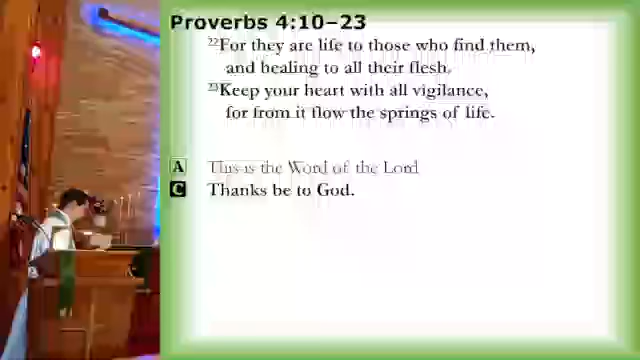 Proverbs 4:10–23
22For they are life to those who find them,
and healing to all their flesh.
23Keep your heart with all vigilance,
for from it flow the springs of life.
A This is the Word of the Lord
C Thanks be to God.